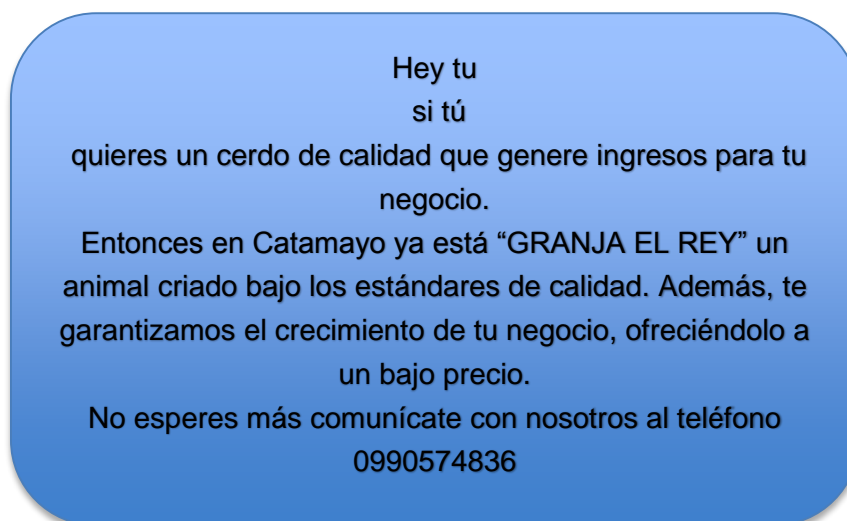 Hey tu
si tú
quieres un cerdo de calidad que genere ingresos para tu
negocio.
Entonces en Catamayo ya está “GRANJA EL REY” un
animal criado bajo los estándares de calidad. Además, te
garantizamos el crecimiento de tu negocio, ofreciéndolo a
un bajo precio.
No esperes más comunícate con nosotros al teléfono
0990574836